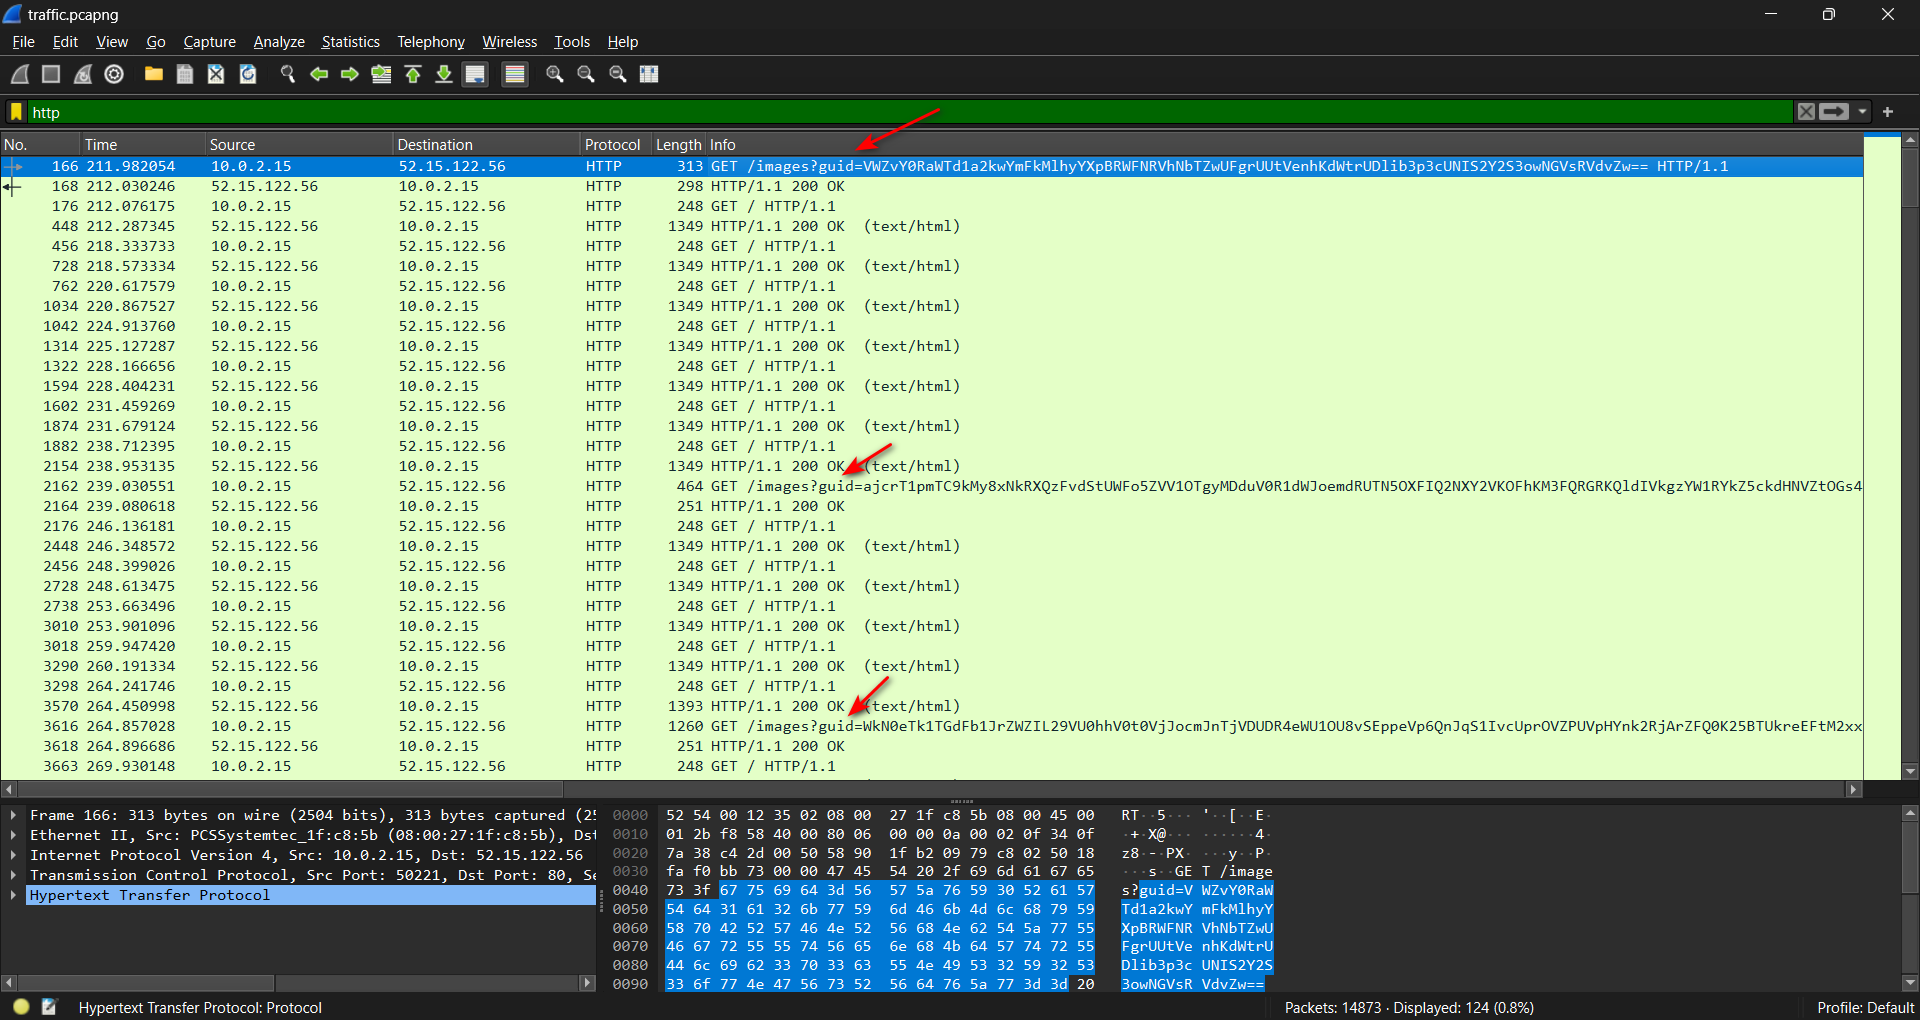 traffic.pcapng
File Edit View Go Capture Analyze Statistics Telephony Wireless Tools Help
http
No. Time Source Destination Protocol Length Info
166 211.982054 10.0.2.15 52.15.122.56 HTTP 313 GET /images?guid=VWZvY0RaWTd1a2kwYmFkMlhyYXpBRWFNRVhNbTZwUFgrUUtVenhKdWtrUDlib3p3cUNIS2Y2S3owNGVsRVdvZw== HTTP/1.1
168 212.030246 52.15.122.56 10.0.2.15 HTTP 298 HTTP/1.1 200 OK
176 212.076175 10.0.2.15 52.15.122.56 HTTP 248 GET / HTTP/1.1
448 212.287345 52.15.122.56 10.0.2.15 HTTP 1349 HTTP/1.1 200 OK (text/html)
456 218.333733 10.0.2.15 52.15.122.56 HTTP 248 GET / HTTP/1.1
728 218.573334 52.15.122.56 10.0.2.15 HTTP 1349 HTTP/1.1 200 OK (text/html)
762 220.617579 10.0.2.15 52.15.122.56 HTTP 248 GET / HTTP/1.1
1034 220.867527 52.15.122.56 10.0.2.15 HTTP 1349 HTTP/1.1 200 OK (text/html)
1042 224.913760 10.0.2.15 52.15.122.56 HTTP 248 GET / HTTP/1.1
1314 225.127287 52.15.122.56 10.0.2.15 HTTP 1349 HTTP/1.1 200 OK (text/html)
1322 228.166656 10.0.2.15 52.15.122.56 HTTP 248 GET / HTTP/1.1
1594 228.404231 52.15.122.56 10.0.2.15 HTTP 1349 HTTP/1.1 200 OK (text/html)
1602 231.459269 10.0.2.15 52.15.122.56 HTTP 248 GET / HTTP/1.1
1874 231.679124 52.15.122.56 10.0.2.15 HTTP 1349 HTTP/1.1 200 OK (text/html)
1882 238.712395 10.0.2.15 52.15.122.56 HTTP 248 GET / HTTP/1.1
2154 238.953135 52.15.122.56 10.0.2.15 HTTP 1349 HTTP/1.1 200 OK (text/html)
2162 239.030551 10.0.2.15 52.15.122.56 HTTP 464 GET /images?guid=ajcrT1pmTC9kMy8xNkRXQzFvdStUWFo5ZVV1OTgyMDduV0R1dWJoemdRUTN5OXFIQ2NXY2VKOFhKM3FQRGRKQldIVkgzYW1RYkZ5ckdHNVZtOGs4
2164 239.080618 52.15.122.56 10.0.2.15 HTTP 251 HTTP/1.1 200 OK
2176 246.136181 10.0.2.15 52.15.122.56 HTTP 248 GET / HTTP/1.1
2448 246.348572 52.15.122.56 10.0.2.15 HTTP 1349 HTTP/1.1 200 OK (text/html)
2456 248.399026 10.0.2.15 52.15.122.56 HTTP 248 GET / HTTP/1.1
2728 248.613475 52.15.122.56 10.0.2.15 HTTP 1349 HTTP/1.1 200 OK (text/html)
2738 253.663496 10.0.2.15 52.15.122.56 HTTP 248 GET / HTTP/1.1
3010 253.901096 52.15.122.56 10.0.2.15 HTTP 1349 HTTP/1.1 200 OK (text/html)
3018 259.947420 10.0.2.15 52.15.122.56 HTTP 248 GET / HTTP/1.1
3290 260.191334 52.15.122.56 10.0.2.15 HTTP 1349 HTTP/1.1 200 OK (text/html)
3298 264.241746 10.0.2.15 52.15.122.56 HTTP 248 GET / HTTP/1.1
3570 264.450998 52.15.122.56 10.0.2.15 HTTP 1393 HTTP/1.1 200 OK (text/html)
3616 264.857028 10.0.2.15 52.15.122.56 HTTP 1260 GET /images?guid=WkN0eTk1TGdFb1JrZWZIL29VU0hhV0t0VjJocmJnTjVDUDR4eWU1OU8vSEppeVp6QnJqS1IvcUprOVZPUVpHYnk2RjArZFQ0K25BTUkreEFtM2xx
3618 264.896686 52.15.122.56 10.0.2.15 HTTP 251 HTTP/1.1 200 OK
3663 269.930148 10.0.2.15 52.15.122.56 HTTP 248 GET / HTTP/1.1
Frame 166: 313 bytes on wire (2504 bits), 313 bytes captured (25
Ethernet II, Src: PCSSystemtec_1f:c8:5b (08:00:27:1f:c8:5b), Dst
Internet Protocol Version 4, Src: 10.0.2.15, Dst: 52.15.122.56
Transmission Control Protocol, Src Port: 50221, Dst Port: 80, Se
Hypertext Transfer Protocol
0000 52 54 00 12 35 02 08 00 27 1f c8 5b 08 00 45 00 RT··5··· '··[··E·
0010 01 2b f8 58 40 00 80 06 00 00 0a 00 02 0f 34 0f ·+·X@··· ······4·
0020 7a 38 c4 2d 00 50 58 90 1f b2 09 79 c8 02 50 18 z8·-·PX· ···y··P·
0030 fa f0 bb 73 00 00 47 45 54 20 2f 69 6d 61 67 65 ···s··GE T /image
0040 73 3f 67 75 69 64 3d 56 57 5a 76 59 30 52 61 57 s?guid=V WZvY0RaW
0050 54 64 31 61 32 6b 77 59 6d 46 6b 4d 6c 68 79 59 Td1a2kwY mFkMlhyY
0060 58 70 42 52 57 46 4e 52 56 68 4e 62 54 5a 77 55 XpBRWFNR VhNbTZwU
0070 46 67 72 55 55 74 56 65 6e 68 4b 64 57 74 72 55 FgrUUtVe nhKdWtrU
0080 44 6c 69 62 33 70 33 63 55 4e 49 53 32 59 32 53 Dlib3p3c UNIS2Y2S
0090 33 6f 77 4e 47 56 73 52 56 64 76 5a 77 3d 3d 20 3owNGVsR VdvZw==
Hypertext Transfer Protocol: Protocol
Packets: 14873 · Displayed: 124 (0.8%)
Profile: Default